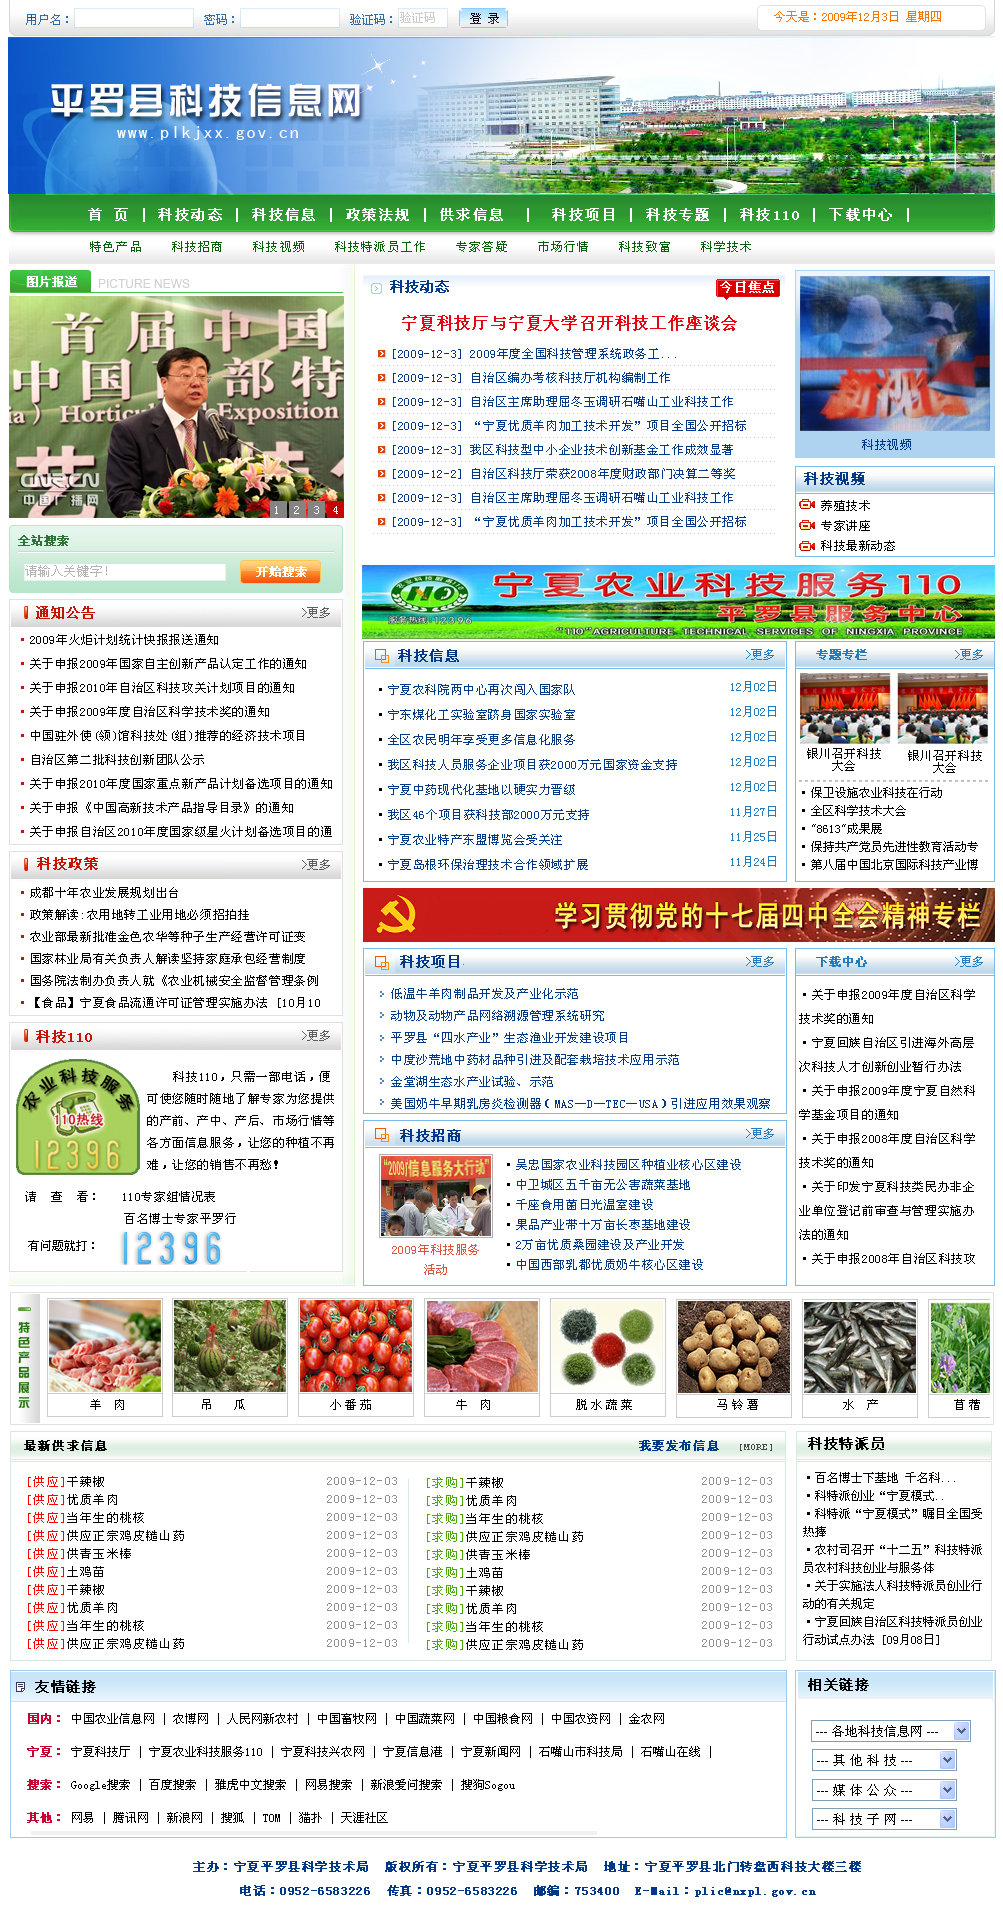 用户名： 密码： 验证码： 验证码 登 录 今天是：2009年12月3日 星期四
平罗县科技信息网
www.plkjxx.gov.cn
首 页 | 科技动态 | 科技信息 | 政策法规 | 供求信息 | 科技项目 | 科技专题 | 科技110 | 下载中心 |
特色产品 科技招商 科技视频 科技特派员工作 专家答疑 市场行情 科技致富 科学技术
图片报道 PICTURE NEWS
首届中国
中国 部特
ia) Horticu Exposition
艺
CNRCN
中国广播网
1 2 3 4
全站搜索
请输入关键字!
开始搜索
通知公告 更多
2009年火炬计划统计快报报送通知
关于申报2009年国家自主创新产品认定工作的通知
关于申报2010年自治区科技攻关计划项目的通知
关于申报2009年度自治区科学技术奖的通知
中国驻外使(领)馆科技处(组)推荐的经济技术项目
自治区第二批科技创新团队公示
关于申报2010年度国家重点新产品计划备选项目的通知
关于申报《中国高新技术产品指导目录》的通知
关于申报自治区2010年度国家级星火计划备选项目的通
科技政策 更多
成都十年农业发展规划出台
政策解读:农用地转工业用地必须招拍挂
农业部最新批准金色农华等种子生产经营许可证变
国家林业局有关负责人解读坚持家庭承包经营制度
国务院法制办负责人就《农业机械安全监督管理条例
【食品】宁夏食品流通许可证管理实施办法 [10月10
科技110 更多
农业科技服务
110热线
12396
科技110，只需一部电话，便
可使您随时随地了解专家为您提供
的产前、产中、产后、市场行情等
各方面信息服务，让您的种植不再
难，让您的销售不再愁！
请 查 看： 110专家组情况表
百名博士专家平罗行
有问题就打： 12396
科技动态 今日焦点
宁夏科技厅与宁夏大学召开科技工作座谈会
[2009-12-3] 2009年度全国科技管理系统政务工...
[2009-12-3] 自治区编办考核科技厅机构编制工作
[2009-12-3] 自治区主席助理屈冬玉调研石嘴山工业科技工作
[2009-12-3] “宁夏优质羊肉加工技术开发”项目全国公开招标
[2009-12-3] 我区科技型中小企业技术创新基金工作成效显著
[2009-12-2] 自治区科技厅荣获2008年度财政部门决算二等奖
[2009-12-3] 自治区主席助理屈冬玉调研石嘴山工业科技工作
[2009-12-3] “宁夏优质羊肉加工技术开发”项目全国公开招标
科技视频
科技视频
养殖技术
专家讲座
科技最新动态
农业科技服务110
服务热线:12396
宁夏农业科技服务110
平罗县服务中心
"110"AGRICULTURE, TECHNICAL, SERVICES OF NINGXIA PROVINCE
科技信息 更多
宁夏农科院两中心再次闯入国家队 12月02日
宁东煤化工实验室跻身国家实验室 12月02日
全区农民明年享受更多信息化服务 12月02日
我区科技人员服务企业项目获2000万元国家资金支持 12月02日
宁夏中药现代化基地以硬实力晋级 12月02日
我区46个项目获科技部2000万元支持 11月27日
宁夏农业特产东盟博览会受关注 11月25日
宁夏岛根环保治理技术合作领域扩展 11月24日
专题专栏 更多
银川召开科技大会 银川召开科技大会
保卫设施农业科技在行动
全区科学技术大会
"8613"成果展
保持共产党员先进性教育活动专
第八届中国北京国际科技产业博
学习贯彻党的十七届四中全会精神专栏
科技项目 更多
低温牛羊肉制品开发及产业化示范
动物及动物产品网络溯源管理系统研究
平罗县“四水产业”生态渔业开发建设项目
中度沙荒地中药材品种引进及配套栽培技术应用示范
金堂湖生态水产业试验、示范
美国奶牛早期乳房炎检测器（MAS—D—TEC—USA）引进应用效果观察
下载中心 更多
关于申报2009年度自治区科学
技术奖的通知
宁夏回族自治区引进海外高层
次科技人才创新创业暂行办法
关于申报2009年度宁夏自然科
学基金项目的通知
关于申报2008年度自治区科学
技术奖的通知
关于印发宁夏科技类民办非企
业单位登记前审查与管理实施办
法的通知
关于申报2008年自治区科技攻
科技招商 更多
"2009"信息服务大行动"
2009年科技服务
活动
吴忠国家农业科技园区种植业核心区建设
中卫城区五千亩无公害蔬菜基地
千座食用菌日光温室建设
果品产业带十万亩长枣基地建设
2万亩优质桑园建设及产业开发
中国西部乳都优质奶牛核心区建设
特色产品展示
羊 肉 吊 瓜 小番茄 牛 肉 脱水蔬菜 马铃薯 水 产 苜蓿
最新供求信息 我要发布信息 [MORE]
[供应]干辣椒 2009-12-03 [求购]干辣椒 2009-12-03
[供应]优质羊肉 2009-12-03 [求购]优质羊肉 2009-12-03
[供应]当年生的桃核 2009-12-03 [求购]当年生的桃核 2009-12-03
[供应]供应正宗鸡皮糙山药 2009-12-03 [求购]供应正宗鸡皮糙山药 2009-12-03
[供应]供青玉米棒 2009-12-03 [求购]供青玉米棒 2009-12-03
[供应]土鸡苗 2009-12-03 [求购]土鸡苗 2009-12-03
[供应]干辣椒 2009-12-03 [求购]干辣椒 2009-12-03
[供应]优质羊肉 2009-12-03 [求购]优质羊肉 2009-12-03
[供应]当年生的桃核 2009-12-03 [求购]当年生的桃核 2009-12-03
[供应]供应正宗鸡皮糙山药 2009-12-03 [求购]供应正宗鸡皮糙山药 2009-12-03
科技特派员
百名博士下基地 千名科...
科特派创业“宁夏模式..
科特派“宁夏模式”瞩目全国受
热捧
农村司召开“十二五”科技特派
员农村科技创业与服务体
关于实施法人科技特派员创业行
动的有关规定
宁夏回族自治区科技特派员创业
行动试点办法 [09月08日]
友情链接
国内： 中国农业信息网 | 农博网 | 人民网新农村 | 中国畜牧网 | 中国蔬菜网 | 中国粮食网 | 中国农资网 | 金农网
宁夏： 宁夏科技厅 | 宁夏农业科技服务110 | 宁夏科技兴农网 | 宁夏信息港 | 宁夏新闻网 | 石嘴山市科技局 | 石嘴山在线 |
搜索： Google搜索 | 百度搜索 | 雅虎中文搜索 | 网易搜索 | 新浪爱问搜索 | 搜狗Sogou
其他： 网易 | 腾讯网 | 新浪网 | 搜狐 | TOM | 猫扑 | 天涯社区
相关链接
--- 各地科技信息网 ---
--- 其 他 科 技 ---
--- 媒 体 公 众 ---
--- 科 技 子 网 ---
主办：宁夏平罗县科学技术局 版权所有：宁夏平罗县科学技术局 地址：宁夏平罗县北门转盘西科技大楼三楼
电话：0952-6583226 传真：0952-6583226 邮编：753400 E-Mail：plic@nxpl.gov.cn